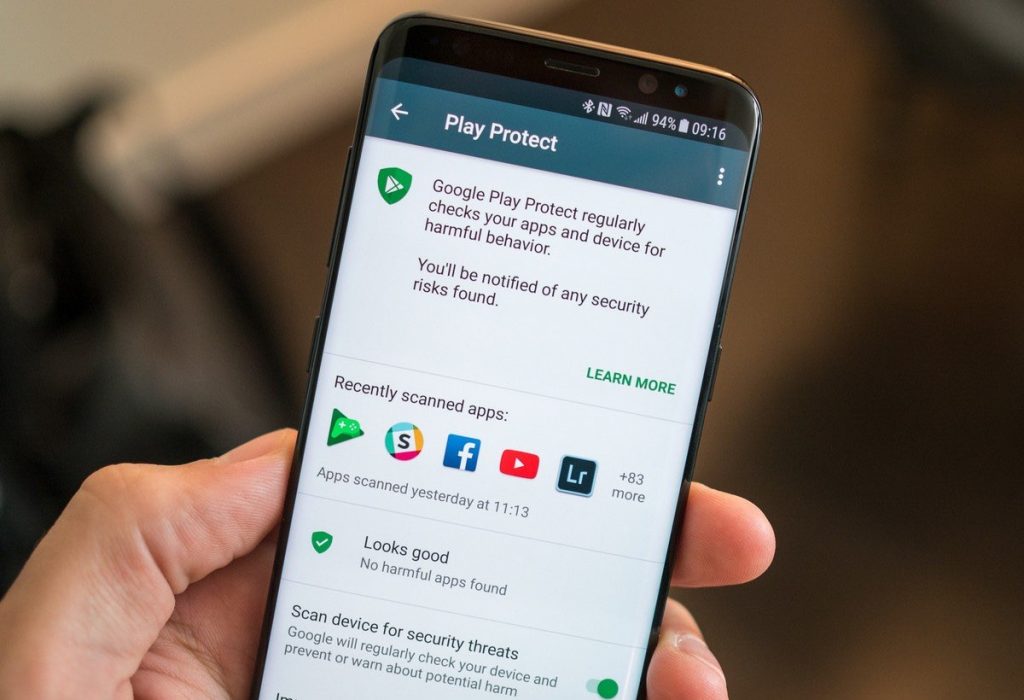 94% 09:16
Play Protect
Google Play Protect regularly
checks your apps and device for
harmful behavior.
You'll be notified of any security
risks found.
LEARN MORE
Recently scanned apps:
S
f
Lr
+83
more
Apps scanned yesterday at 11:13
Looks good
No harmful apps found
Scan device for security threats
Google will regularly check your device and
prevent or warn about potential harm